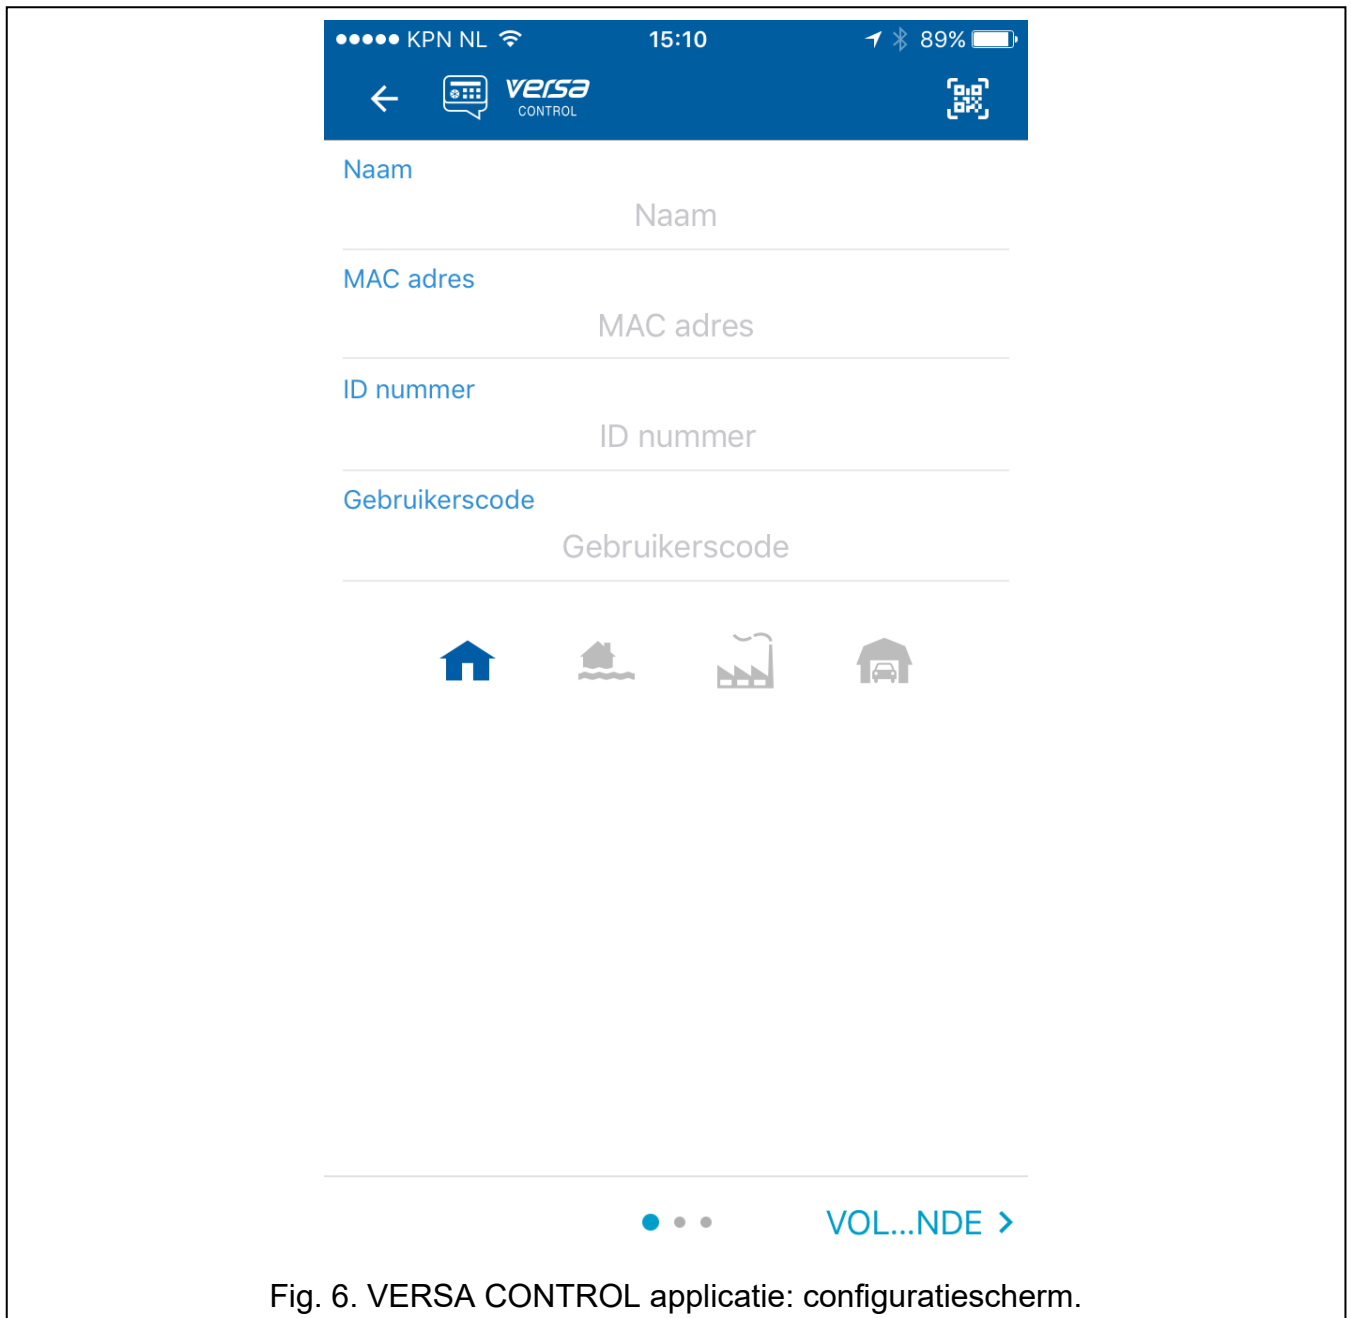 KPN NL 15:10 89%
versa
CONTROL
Naam
Naam
MAC adres
MAC adres
ID nummer
ID nummer
Gebruikerscode
Gebruikerscode
VOL...NDE
Fig. 6. VERSA CONTROL applicatie: configuratiescherm.